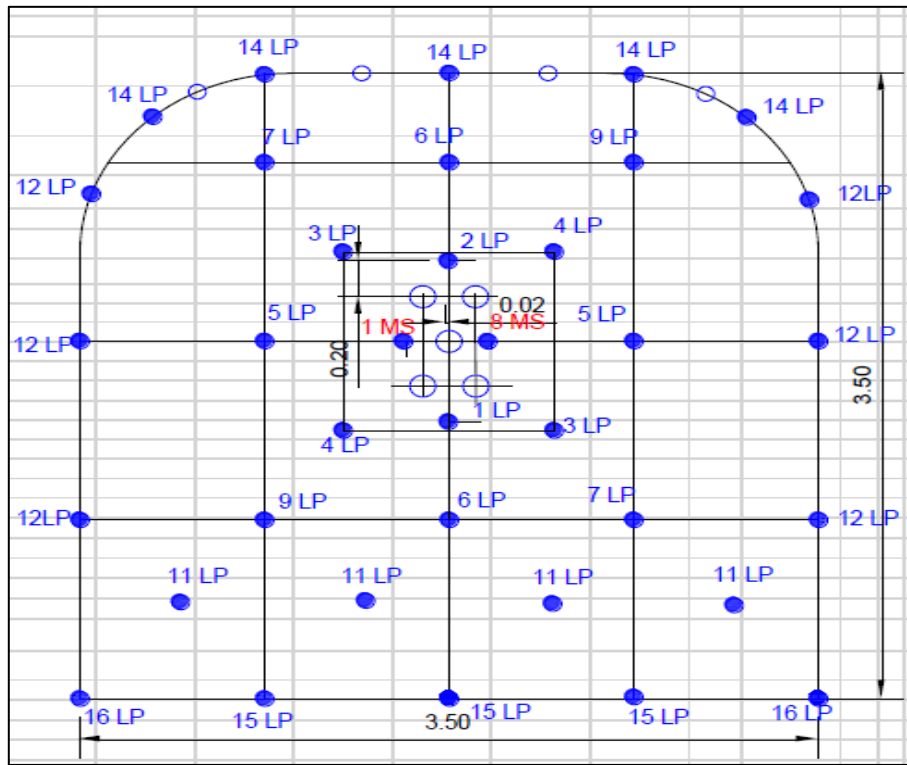 14 LP 14 LP 14 LP
14 LP 14 LP
7 LP 6 LP 9 LP
12 LP 12LP
3 LP 2 LP 4 LP
0.02
5 LP 1 MS 8 MS 5 LP
12 LP 12 LP
0.20
3.50
1 LP
4 LP 3 LP
9 LP 6 LP 7 LP
12LP 12 LP
11 LP 11 LP 11 LP 11 LP
16 LP 15 LP 15 LP 15 LP 16 LP
3.50